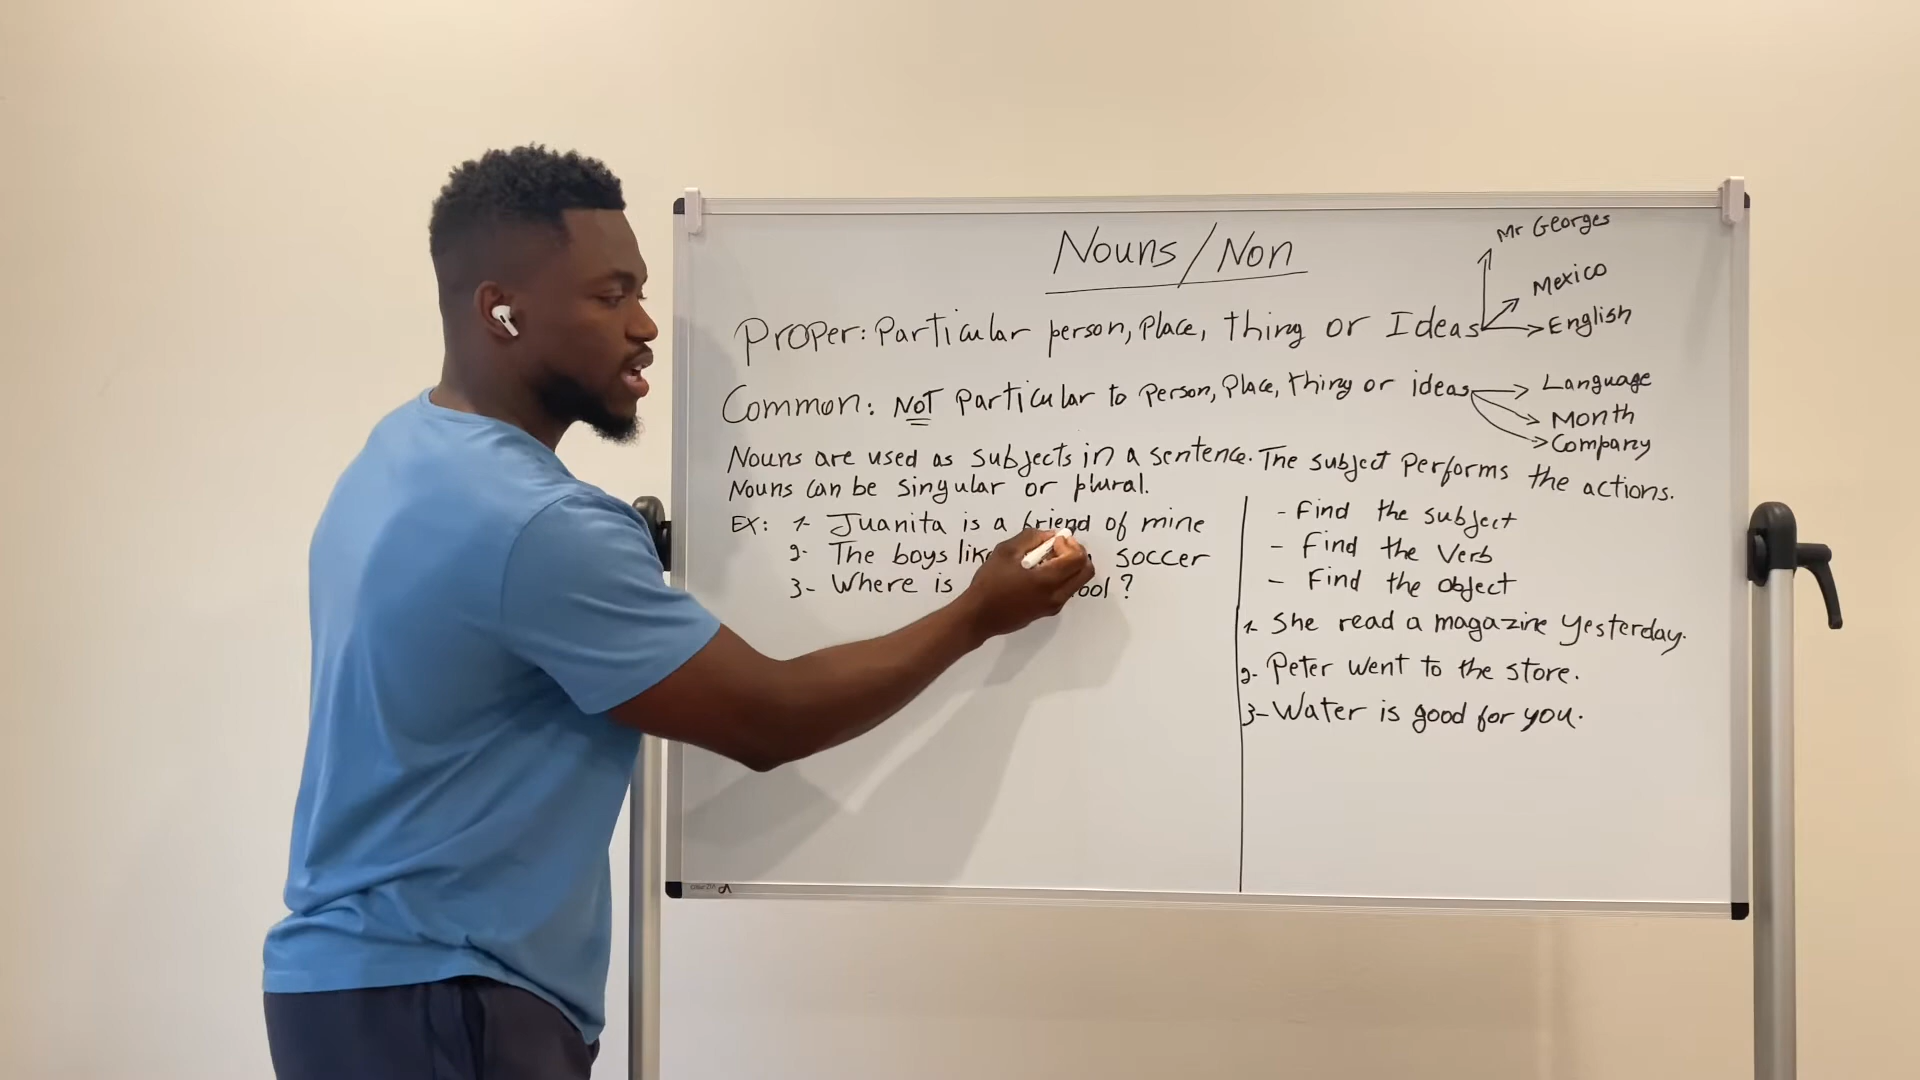 Nouns/Non
Mr Georges
Mexico
English
Proper: Particular person, Place, Thing or Ideas
Common: NOT Particular to Person, Place, Thing or ideas
Language
Month
Company
Nouns are used as subjects in a sentence. The subject Performs the actions.
Nouns can be singular or plural.
EX: 1- Juanita is a friend of mine
2- The boys like soccer
3- Where is ool?
- Find the subject
- Find the Verb
- Find the object
1- She read a magazine yesterday.
2- Peter went to the store.
3- Water is good for you.